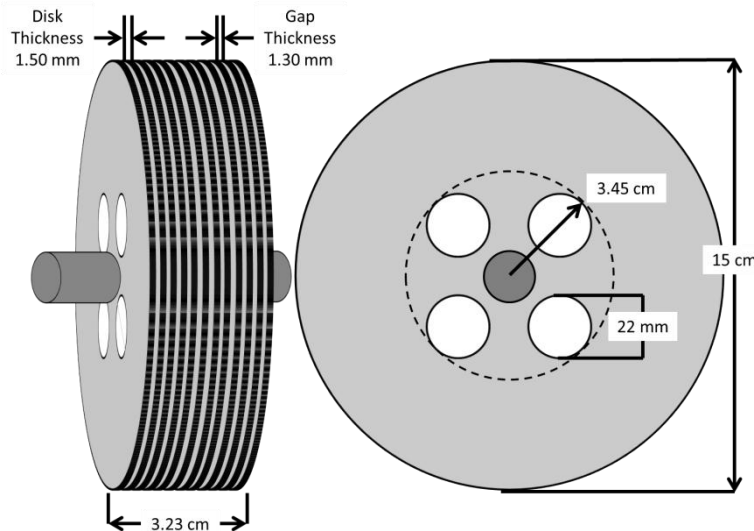 Disk
Thickness
1.50 mm
Gap
Thickness
1.30 mm
3.45 cm
15 cm
22 mm
3.23 cm